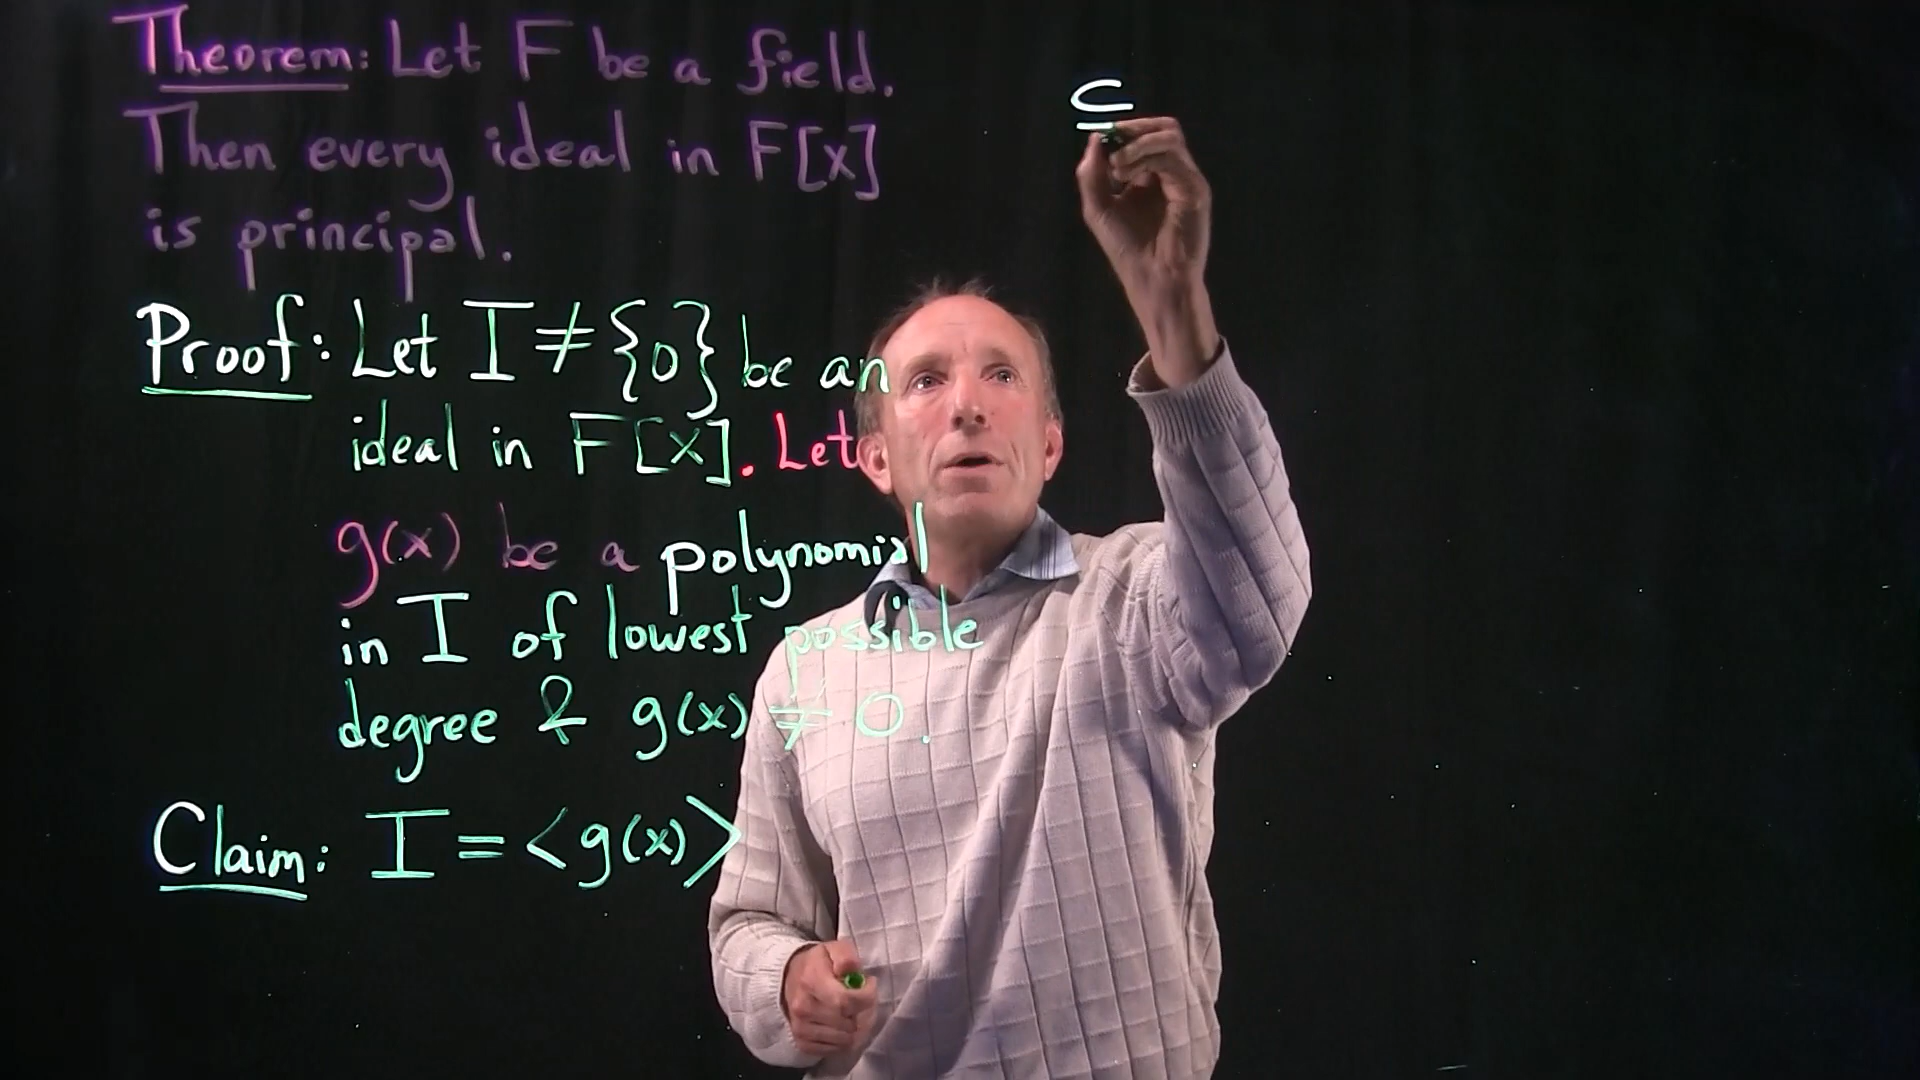 Theorem: Let F be a field.
Then every ideal in F[x]
is principal.
Proof: Let I ≠ {0} be an
ideal in F[x]. Let
g(x) be a polynomial
in I of lowest possible
degree & g(x) ≠ 0.
Claim: I = <g(x)>
⊆